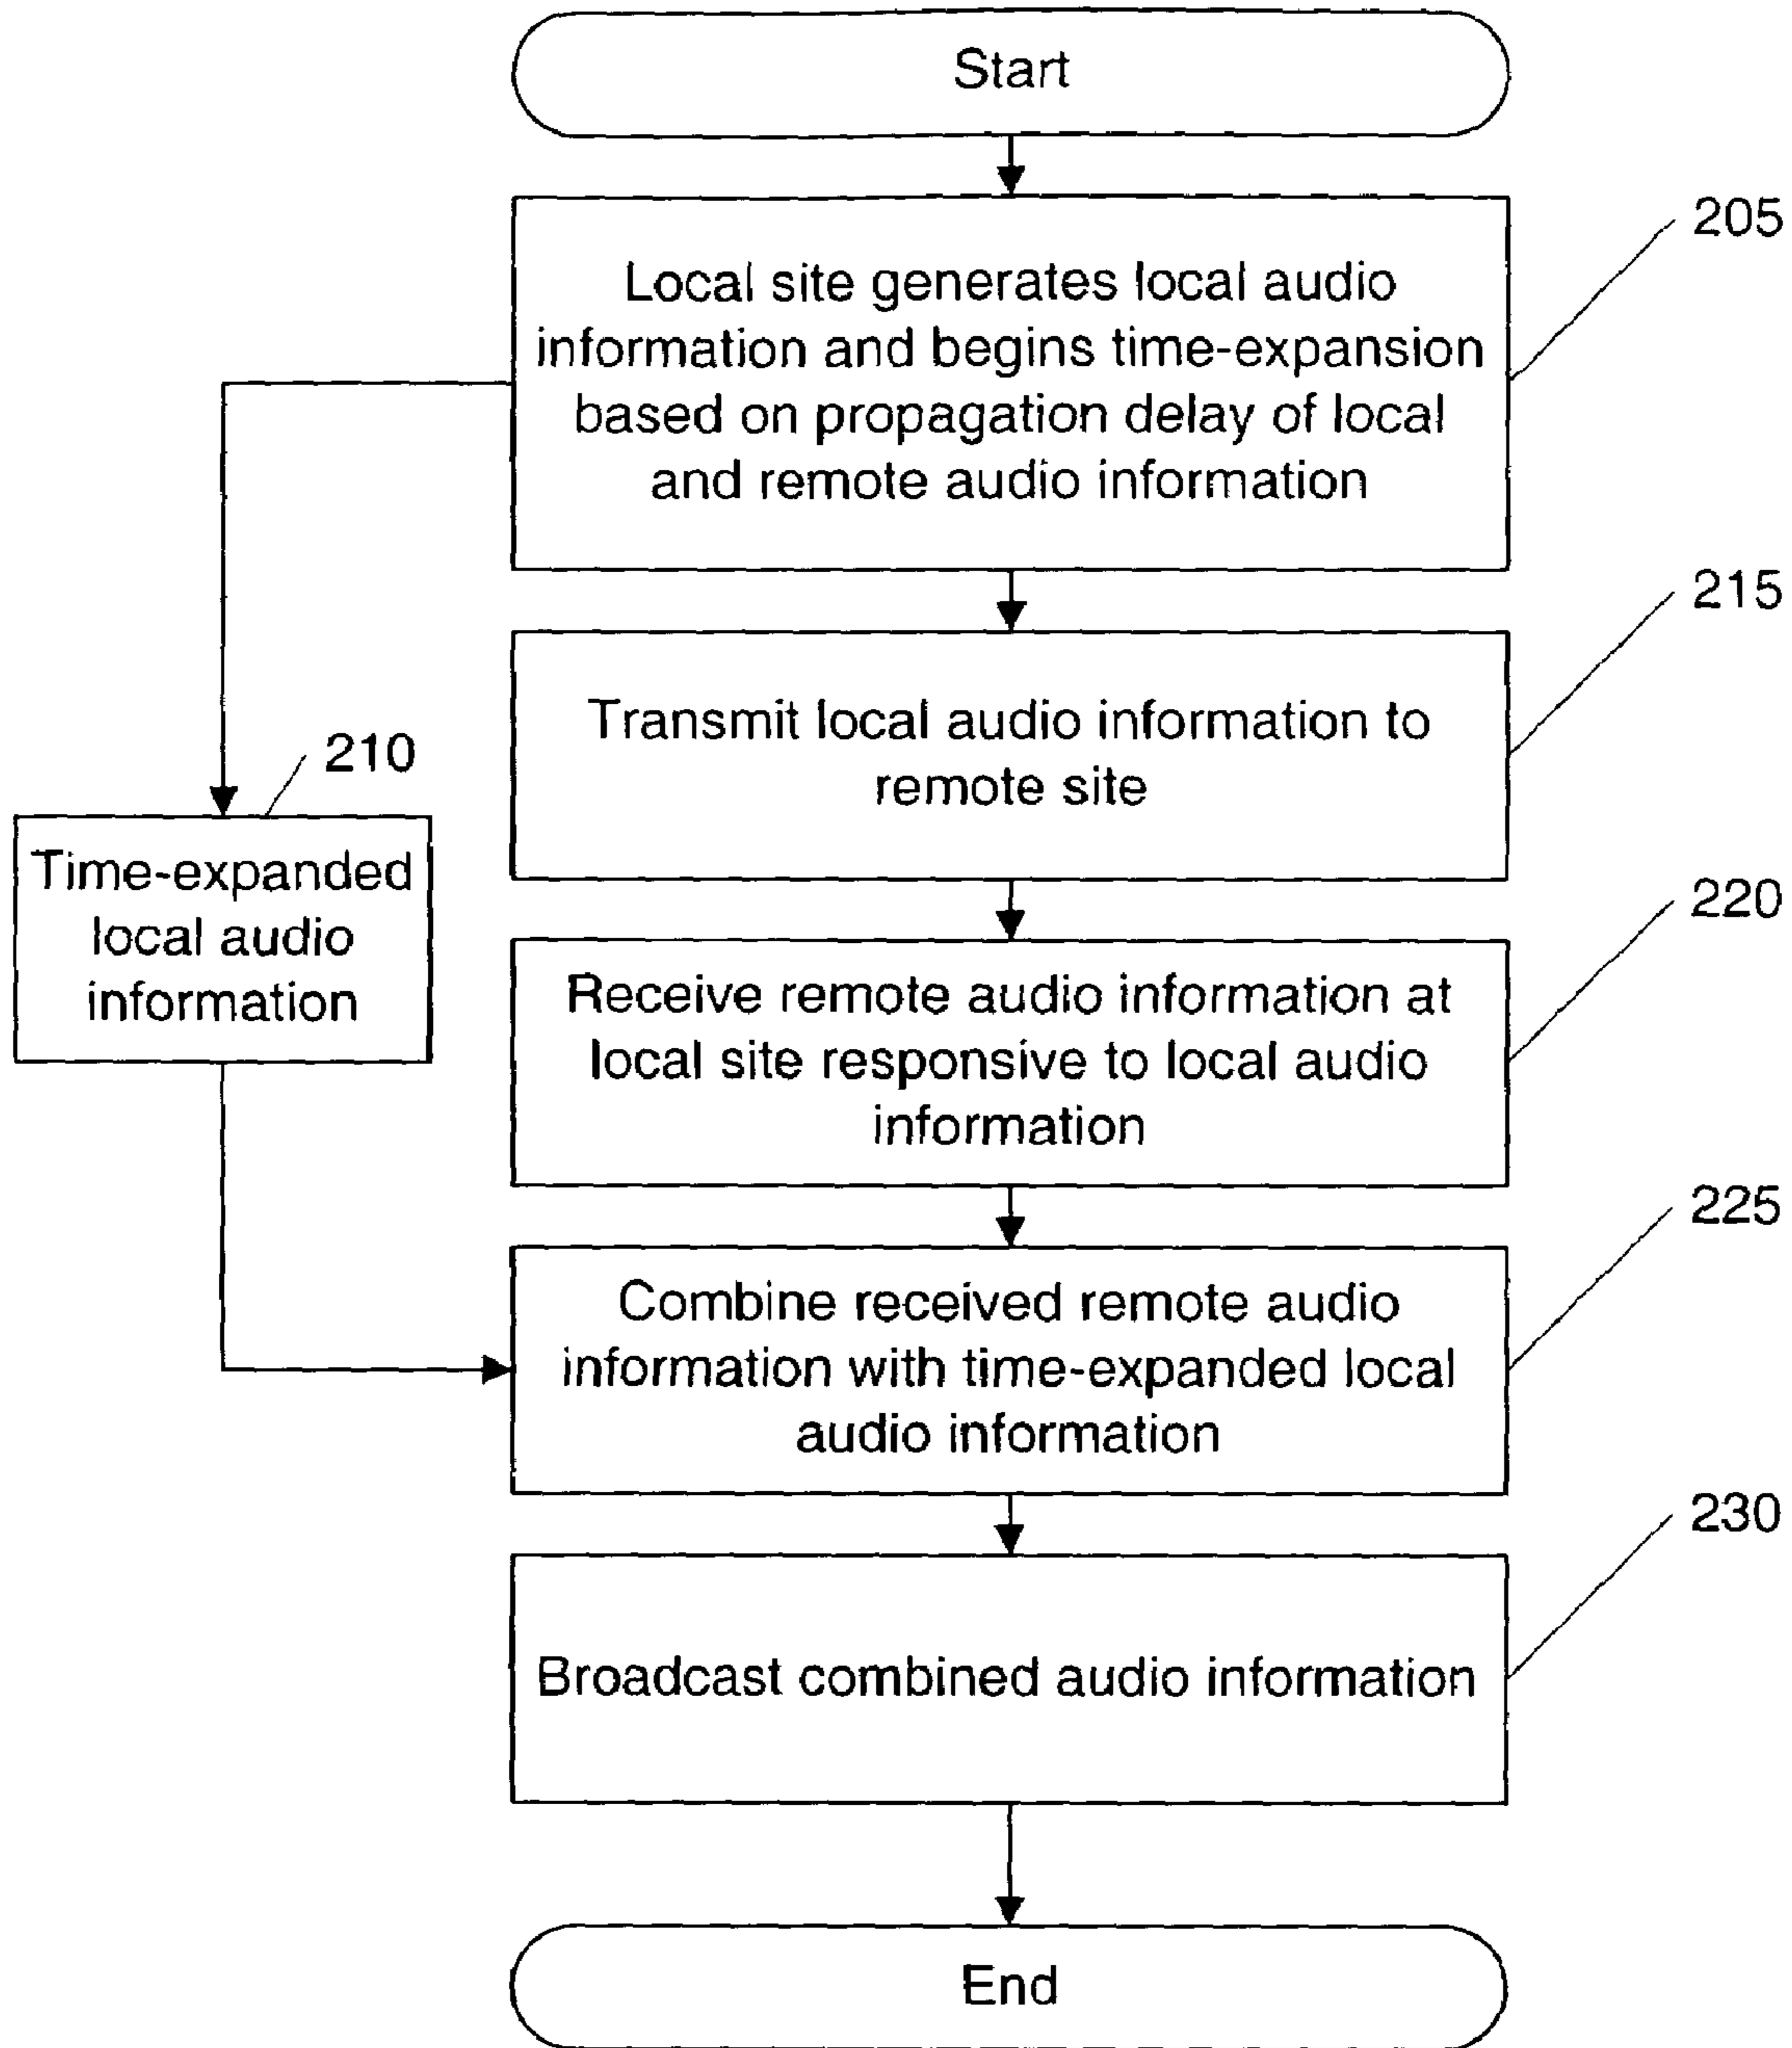 Start
205
Local site generates local audio
information and begins time-expansion
based on propagation delay of local
and remote audio information
215
Transmit local audio information to
remote site
210
Time-expanded
local audio
information
220
Receive remote audio information at
local site responsive to local audio
information
225
Combine received remote audio
information with time-expanded local
audio information
230
Broadcast combined audio information
End